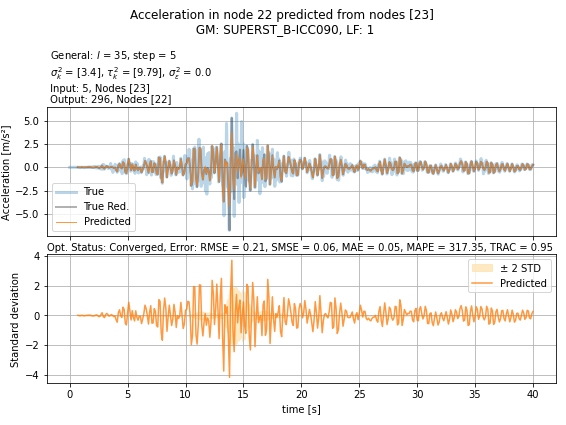 Acceleration in node 22 predicted from nodes [23]
GM: SUPERST_B-ICC090, LF: 1
General: l = 35, step = 5
σ²ₖ = [3.4], τ²ₖ = [9.79], σ²ε = 0.0
Input: 5, Nodes [23]
Output: 296, Nodes [22]
Acceleration [m/s²]
5.0
2.5
0.0
−2.5
−5.0
True
True Red.
Predicted
Opt. Status: Converged, Error: RMSE = 0.21, SMSE = 0.06, MAE = 0.05, MAPE = 317.35, TRAC = 0.95
Standard deviation
4
2
0
−2
−4
± 2 STD
Predicted
0 5 10 15 20 25 30 35 40
time [s]